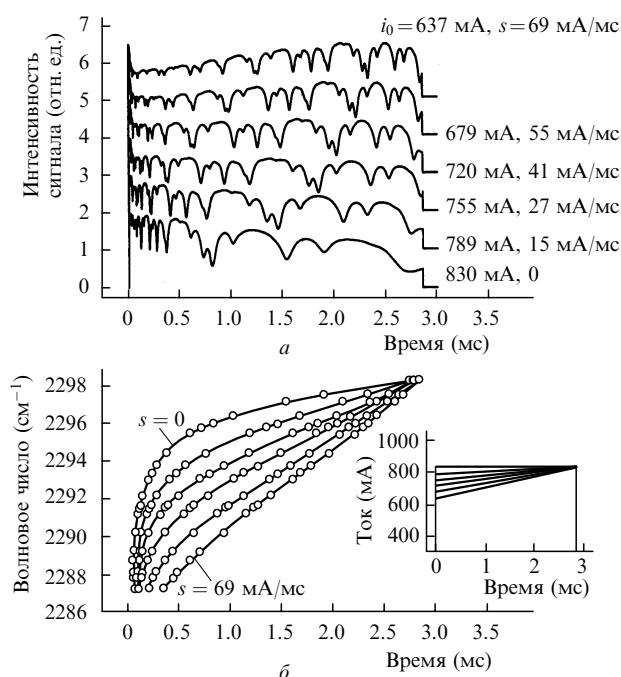 7
6
5
4
3
2
1
0
Интенсивность
сигнала (отн. ед.)
i0 = 637 мА, s = 69 мА/мс
679 мА, 55 мА/мс
720 мА, 41 мА/мс
755 мА, 27 мА/мс
789 мА, 15 мА/мс
830 мА, 0
0 0.5 1.0 1.5 2.0 2.5 3.0 3.5
Время (мс)
а
Волновое число (см−1)
2298
2296
2294
2292
2290
2288
2286
s = 0
s = 69 мА/мс
Ток (мА)
1000
800
600
400
0 1 2 3
Время (мс)
0 0.5 1.0 1.5 2.0 2.5 3.0 3.5
Время (мс)
б